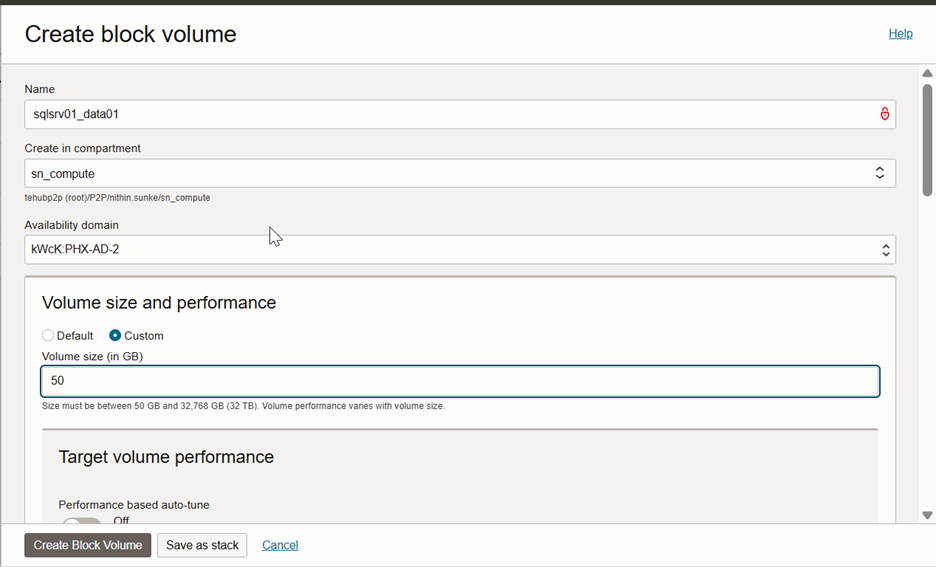 Create block volume
Help
Name
sqlsrv01_data01
Create in compartment
sn_compute
tehubp2p (root)/P2P/nithin.sunke/sn_compute
Availability domain
kWcK:PHX-AD-2
Volume size and performance
Default Custom
Volume size (in GB)
50
Size must be between 50 GB and 32,768 GB (32 TB). Volume performance varies with volume size.
Target volume performance
Performance based auto-tune
Off
Create Block Volume Save as stack Cancel